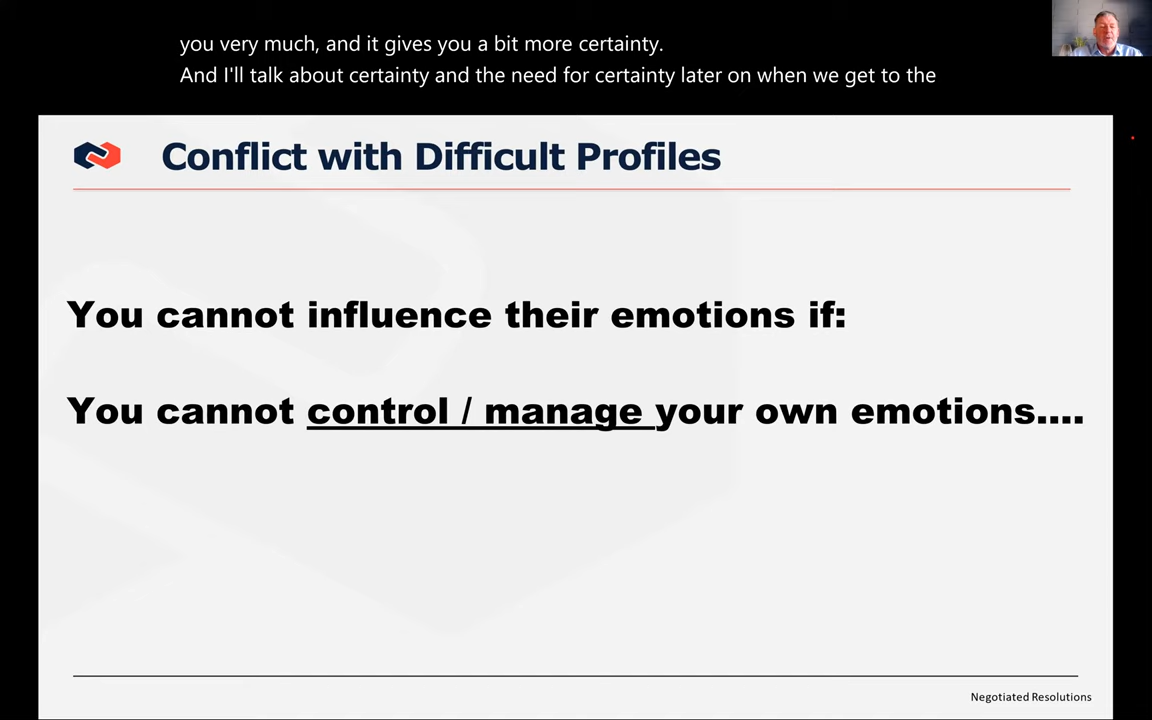 you very much, and it gives you a bit more certainty.
And I'll talk about certainty and the need for certainty later on when we get to the
Conflict with Difficult Profiles
You cannot influence their emotions if:
You cannot control / manage your own emotions....
Negotiated Resolutions